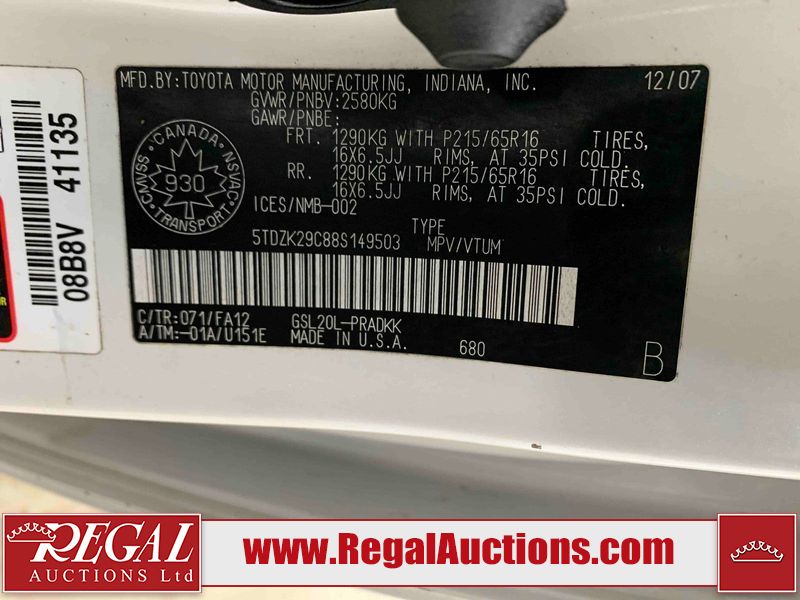 MFD.BY:TOYOTA MOTOR MANUFACTURING, INDIANA, INC. 12/07
GVWR/PNBV:2580KG
GAWR/PNBE:
FRT. 1290KG WITH P215/65R16 TIRES,
16X6.5JJ RIMS, AT 35PSI COLD.
RR. 1290KG WITH P215/65R16 TIRES,
16X6.5JJ RIMS, AT 35PSI COLD.
CANADA
CMVSS NSVAC
930
TRANSPORT
ICES/NMB-002
TYPE
5TDZK29C88S149503 MPV/VTUM
C/TR:071/FA12 GSL20L-PRADKK
A/TM:-01A/U151E MADE IN U.S.A. 680
B
08B8V 41135
REGAL
AUCTIONS Ltd
www.RegalAuctions.com